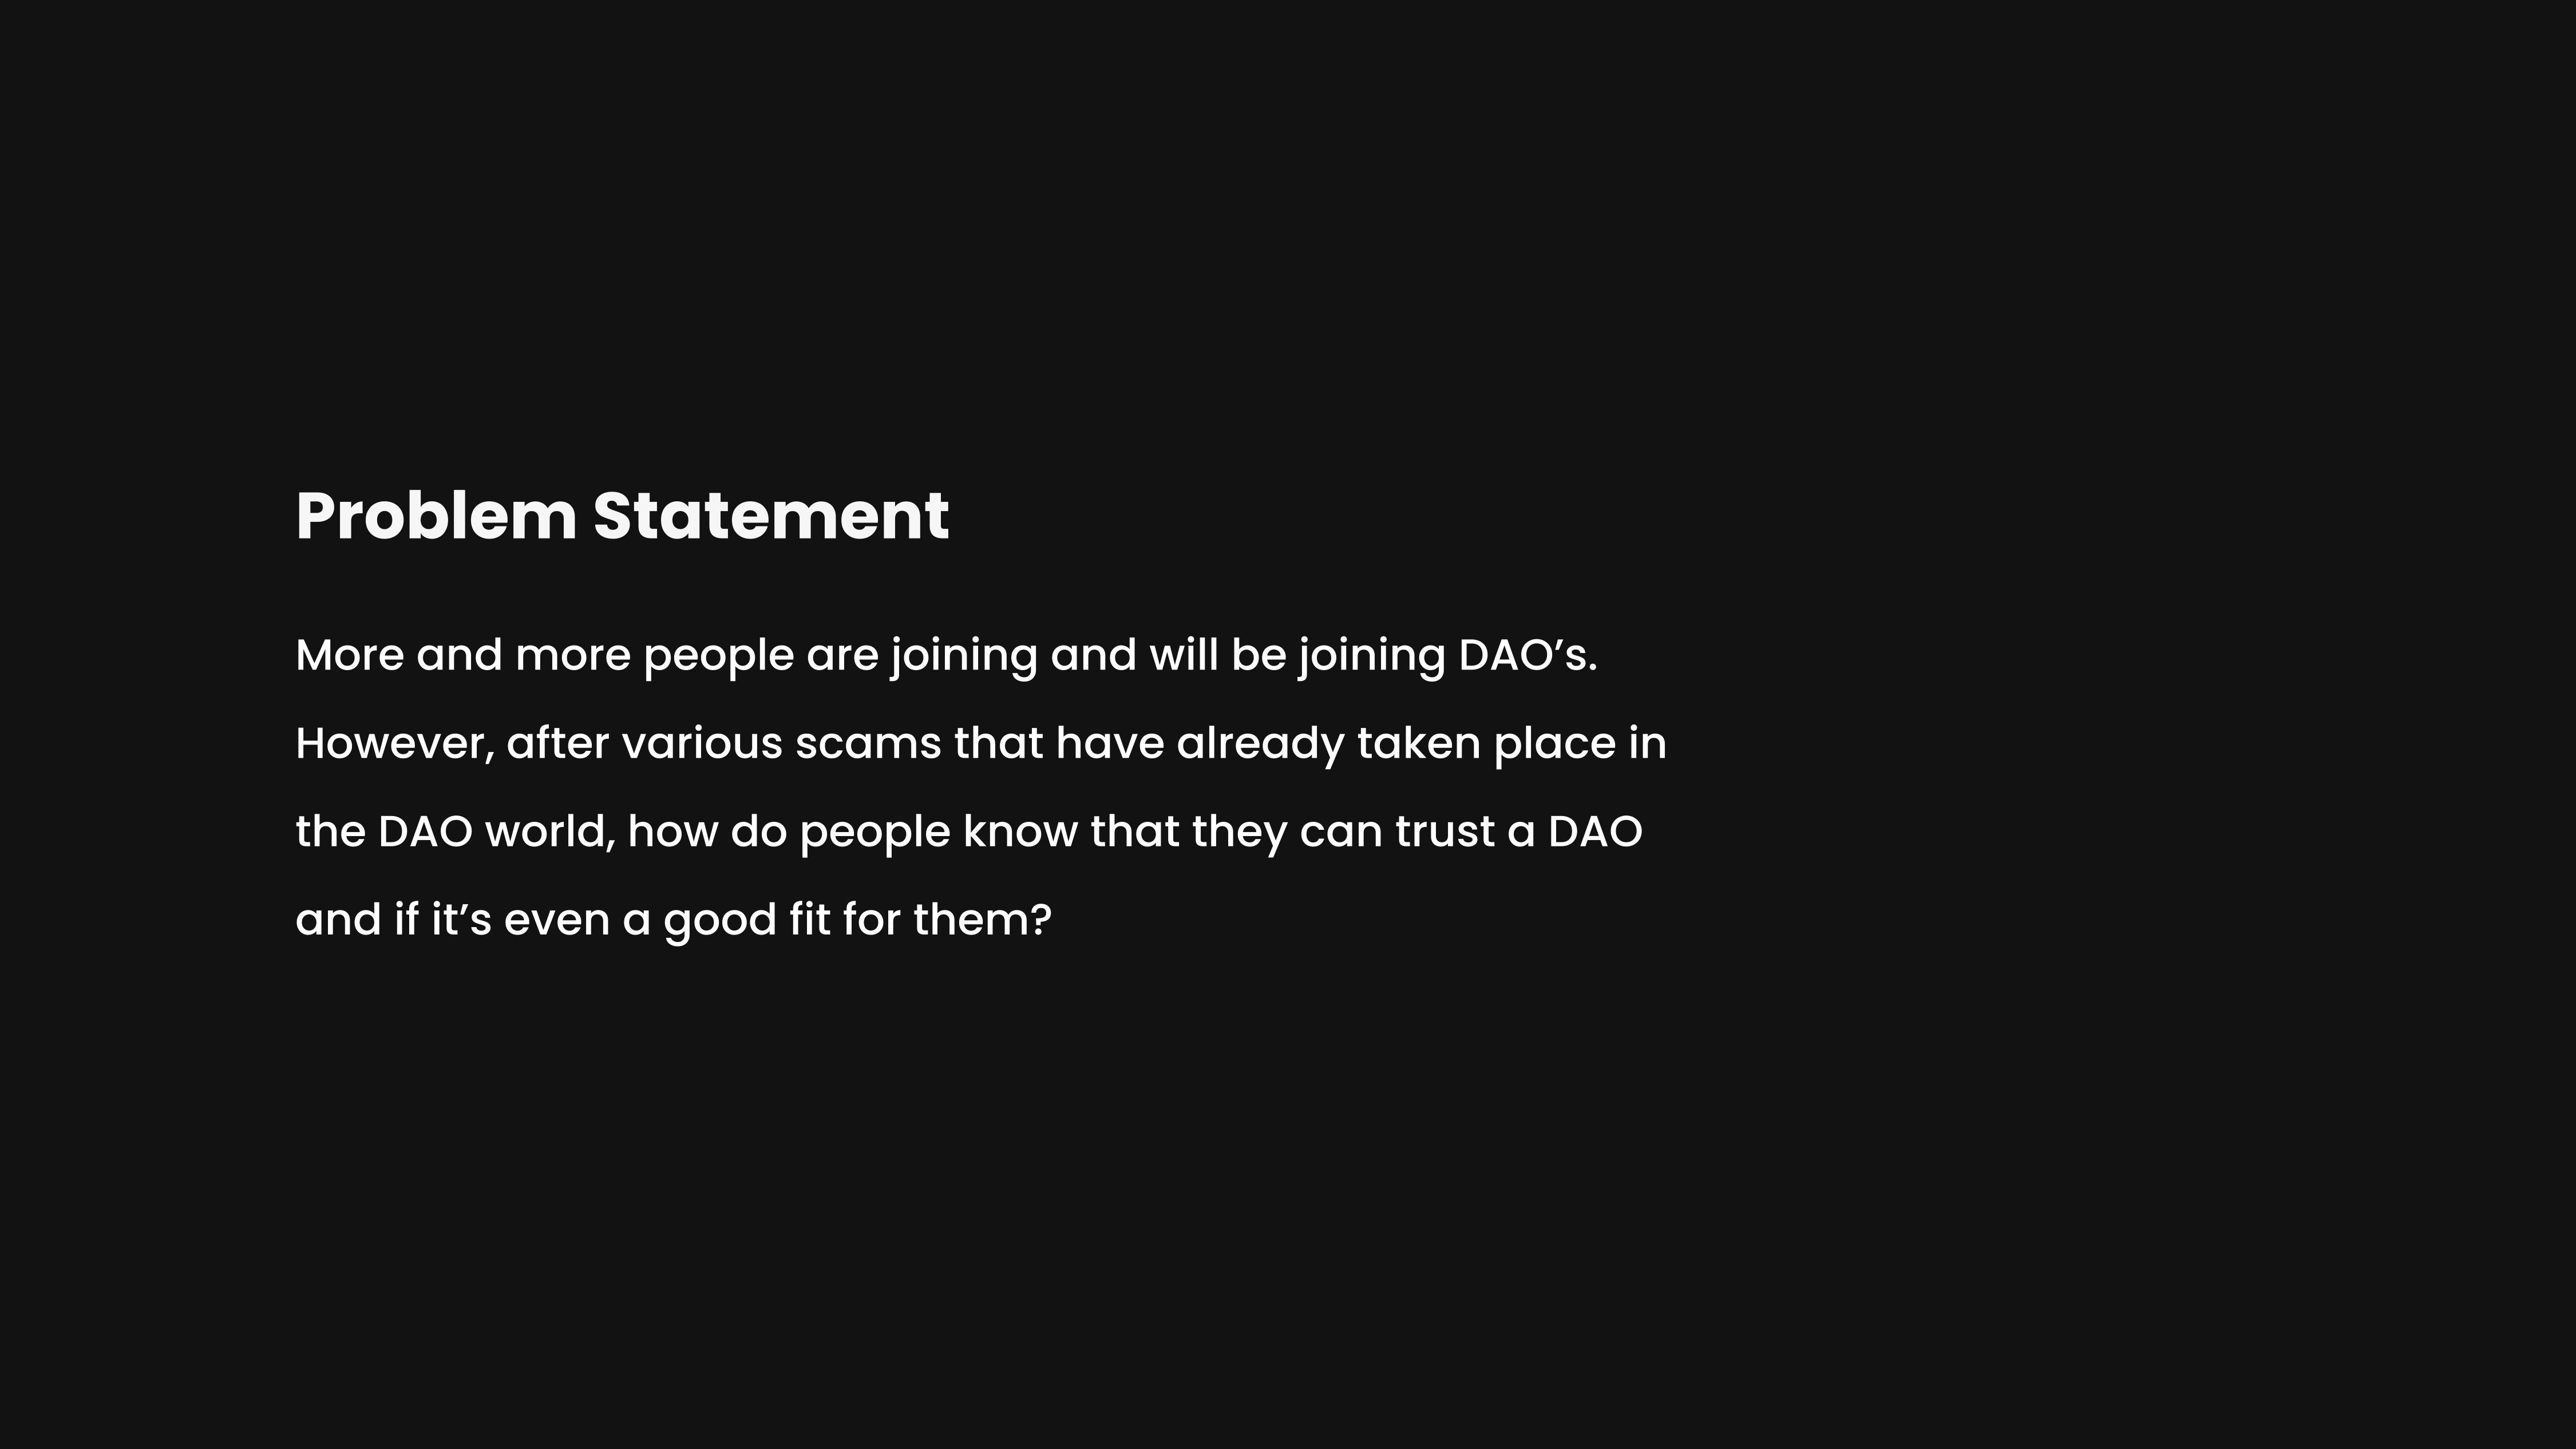 Problem Statement
More and more people are joining and will be joining DAO’s.
However, after various scams that have already taken place in
the DAO world, how do people know that they can trust a DAO
and if it’s even a good fit for them?